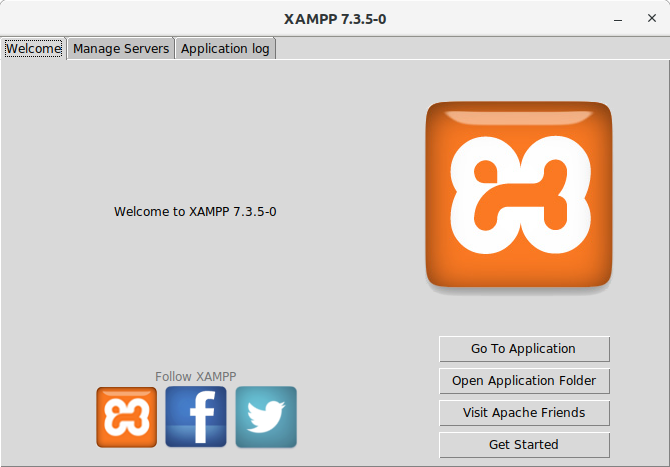 XAMPP 7.3.5-0
Welcome
Manage Servers
Application log
Welcome to XAMPP 7.3.5-0
Go To Application
Open Application Folder
Visit Apache Friends
Get Started
Follow XAMPP
f